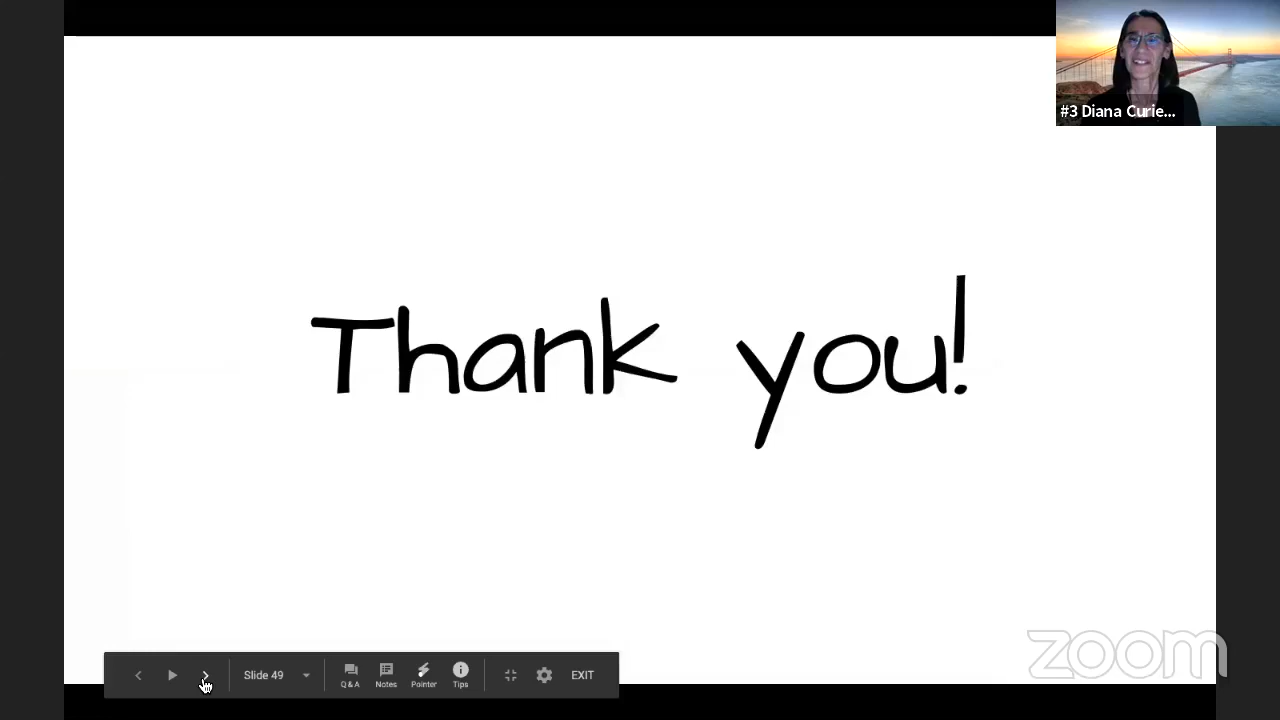 #3 Diana Curie...
Thank you!
Slide 49
Q & A
Notes
Pointer
Tips
EXIT
zoom